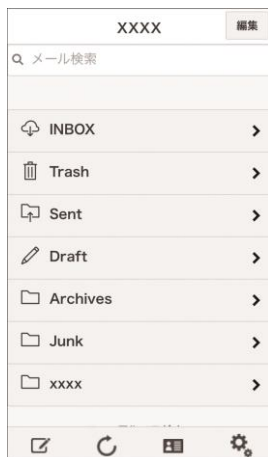 xxxx
編集
メール検索
INBOX
Trash
Sent
Draft
Archives
Junk
xxxx